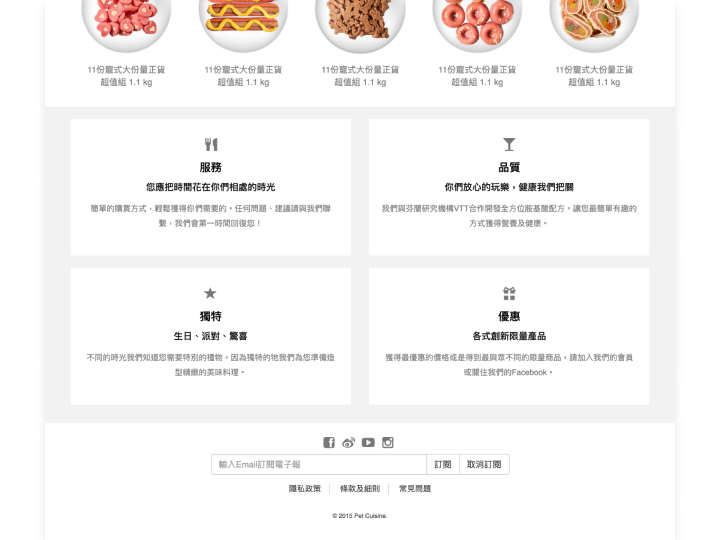 11份寵式大份量正貨
超值組 1.1 kg
11份寵式大份量正貨
超值組 1.1 kg
11份寵式大份量正貨
超值組 1.1 kg
11份寵式大份量正貨
超值組 1.1 kg
11份寵式大份量正貨
超值組 1.1 kg
服務
您應把時間花在你們相處的時光
簡單的購買方式，輕鬆獲得你們需要的。任何問題、建議請與我們聯
繫，我們會第一時間回復您！
品質
你們放心的玩樂，健康我們把關
我們與芬蘭研究機構VTT合作開發全方位胺基酸配方。讓您最簡單有趣的
方式獲得營養及健康。
獨特
生日、派對、驚喜
不同的時光我們知道您需要特別的禮物。因為獨特的牠我們為您準備造
型精緻的美味料理。
優惠
各式創新限量產品
獲得最優惠的價格或是得到最與眾不同的限量商品。請加入我們的會員
或關住我們的Facebook。
輸入Email訂閱電子報
訂閱
取消訂閱
隱私政策
條款及細則
常見問題
© 2015 Pet Cuisine.